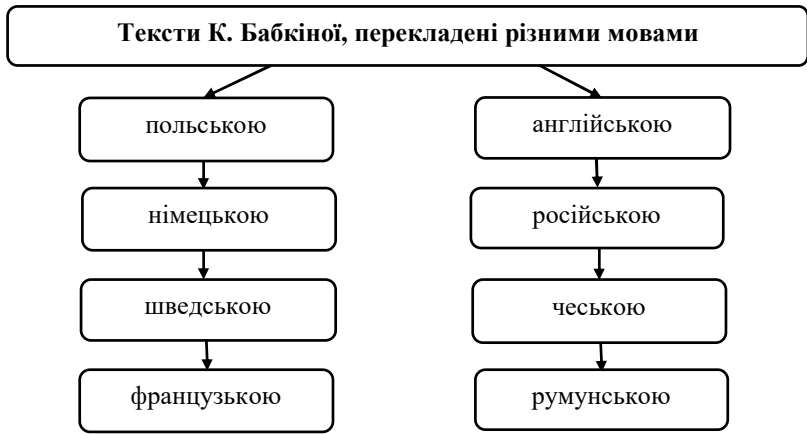 Тексти К. Бабкіної, перекладені різними мовами
польською
німецькою
шведською
французькою
англійською
російською
чеською
румунською